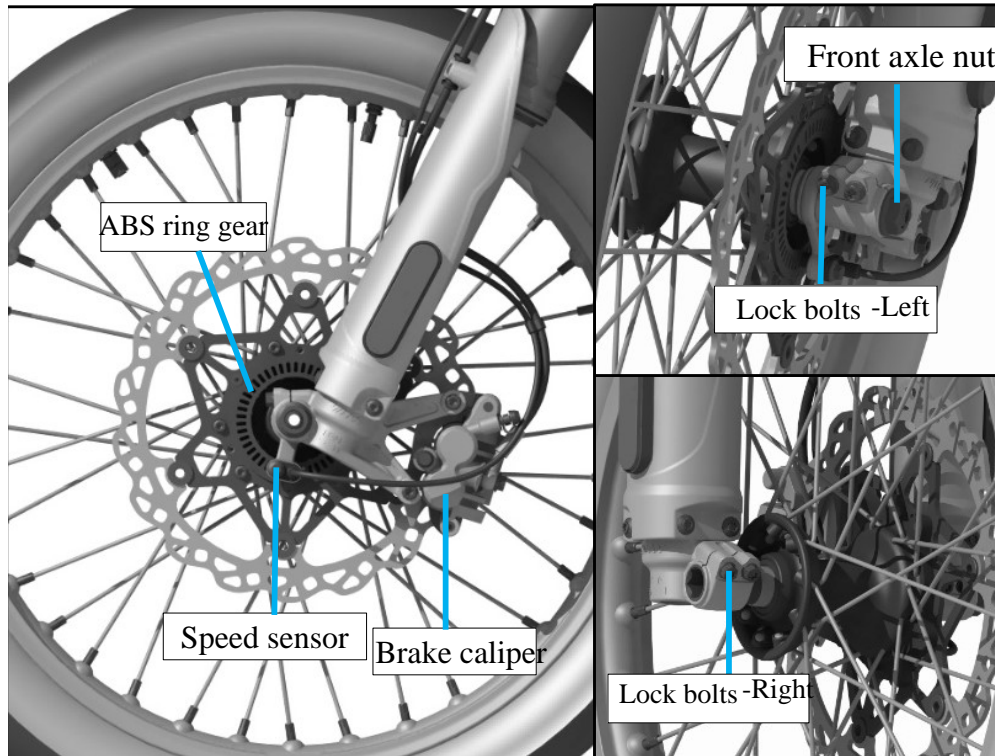 ABS ring gear
Speed sensor
Brake caliper
Front axle nut
Lock bolts -Left
Lock bolts -Right